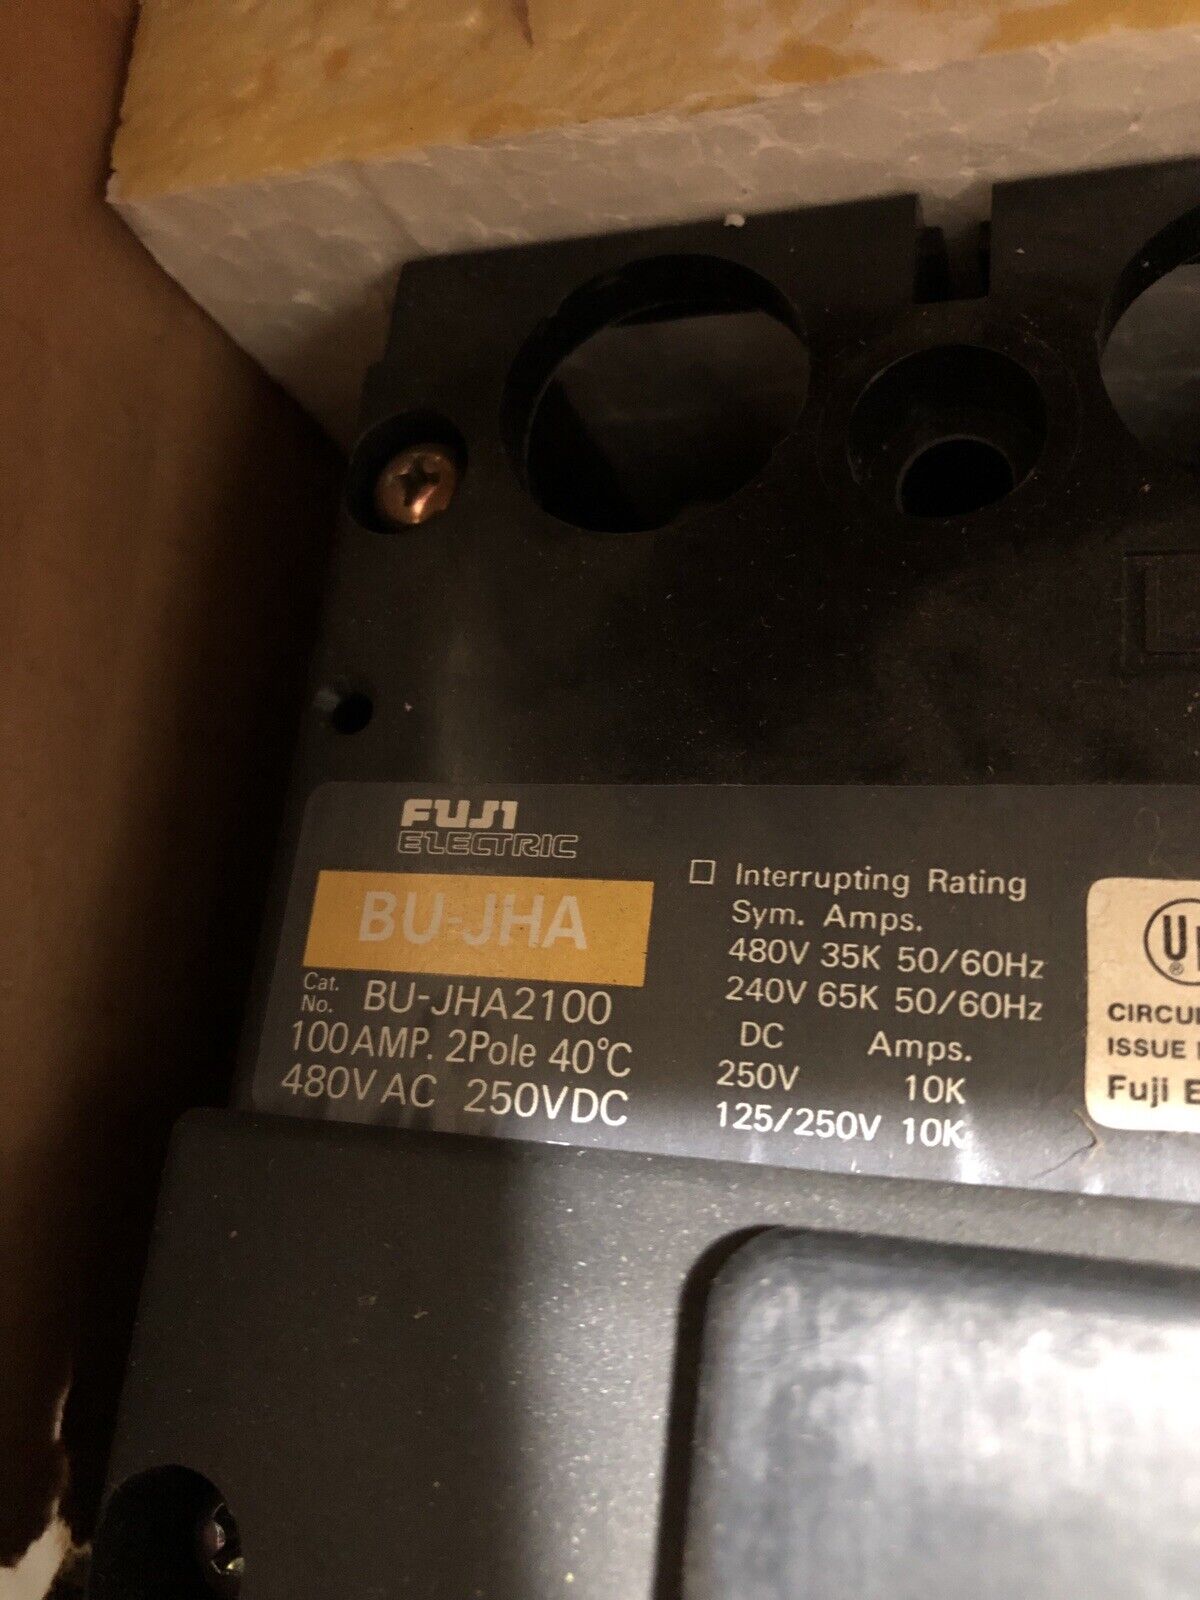 FUJI
ELECTRIC
BU-JHA
Cat. No. BU-JHA2100
100AMP. 2Pole 40°C
480VAC 250VDC
☐ Interrupting Rating
Sym. Amps.
480V 35K 50/60Hz
240V 65K 50/60Hz
DC Amps.
250V 10K
125/250V 10K
U
®
CIRCU
ISSUE
Fuji E